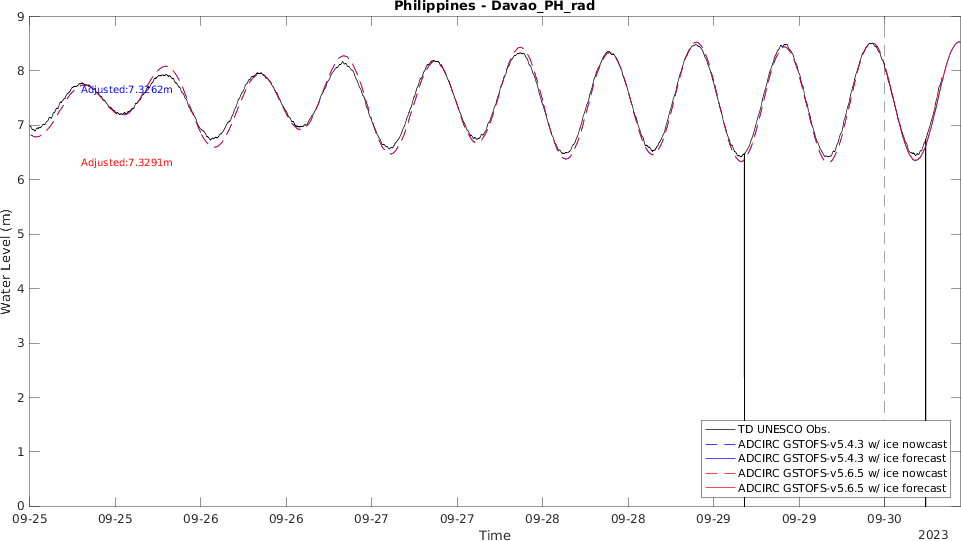 Philippines - Davao_PH_rad
9
8
7
6
5
4
3
2
1
0
Water Level (m)
Adjusted:7.3262m
Adjusted:7.3291m
TD UNESCO Obs.
ADCIRC GSTOFS-v5.4.3 w/ ice nowcast
ADCIRC GSTOFS-v5.4.3 w/ ice forecast
ADCIRC GSTOFS-v5.6.5 w/ ice nowcast
ADCIRC GSTOFS-v5.6.5 w/ ice forecast
09-25 09-25 09-26 09-26 09-27 09-27 09-28 09-28 09-29 09-29 09-30
Time
2023